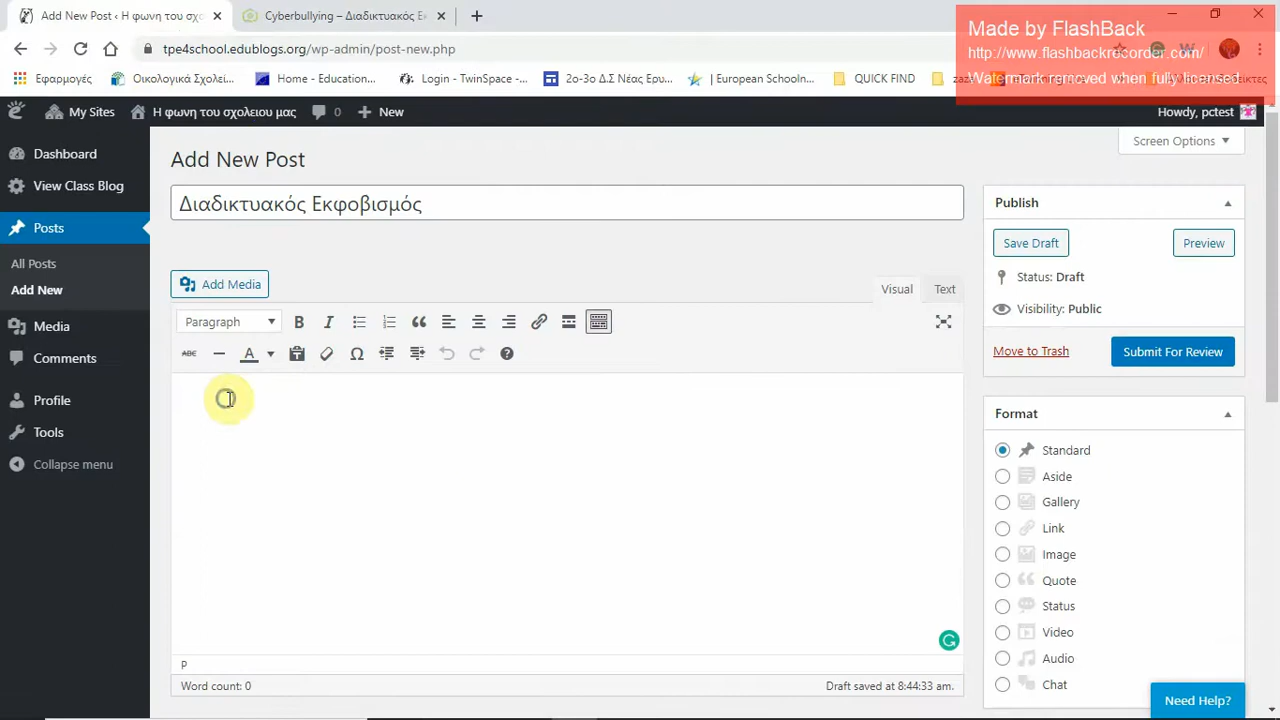 Add New Post ‹ Η φωνη του σχ
Cyberbullying – Διαδικτυακός Εκ
Made by FlashBack
http://www.flashbackrecorder.com/
Watermark removed when fully licensed.
tpe4school.edublogs.org/wp-admin/post-new.php
Εφαρμογές
Οικολογικά Σχολεί...
Home - Education...
Login - TwinSpace -...
2o-3o Δ.Σ Νέας Ερυ...
| European Schooln...
QUICK FIND
My Sites
Η φωνη του σχολειου μας
0
New
Howdy, pctest
Dashboard
View Class Blog
Posts
All Posts
Add New
Media
Comments
Profile
Tools
Collapse menu
Add New Post
Screen Options
Διαδικτυακός Εκφοβισμός
Add Media
Visual
Text
Paragraph
B
I
ABC
A
P
Word count: 0
Draft saved at 8:44:33 am.
Publish
Save Draft
Preview
Status: Draft
Visibility: Public
Move to Trash
Submit For Review
Format
Standard
Aside
Gallery
Link
Image
Quote
Status
Video
Audio
Chat
Need Help?